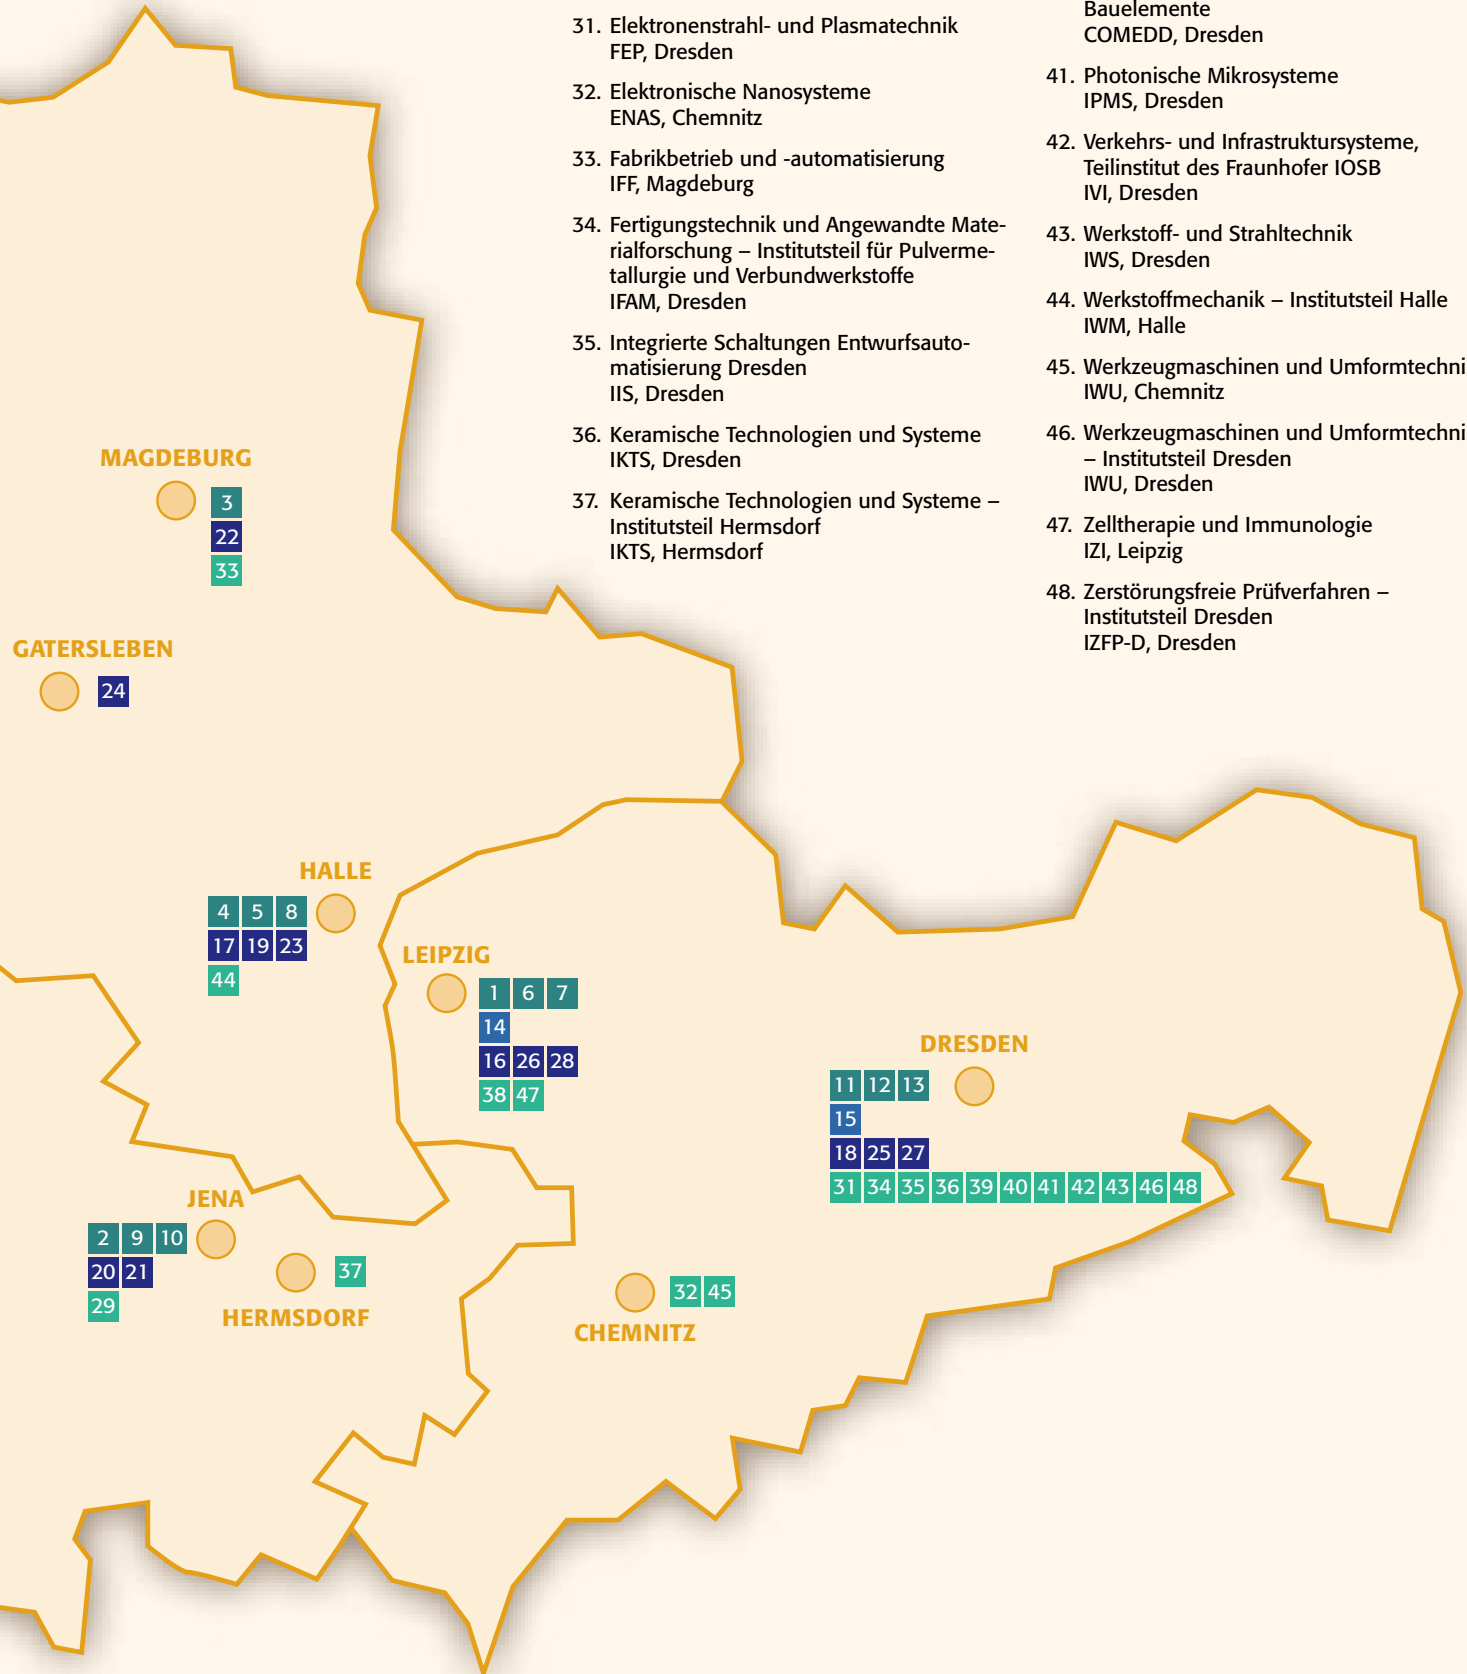 31. Elektronenstrahl- und Plasmatechnik
FEP, Dresden
32. Elektronische Nanosysteme
ENAS, Chemnitz
33. Fabrikbetrieb und -automatisierung
IFF, Magdeburg
34. Fertigungstechnik und Angewandte Mate-
rialforschung – Institutsteil für Pulverme-
tallurgie und Verbundwerkstoffe
IFAM, Dresden
35. Integrierte Schaltungen Entwurfsauto-
matisierung Dresden
IIS, Dresden
36. Keramische Technologien und Systeme
IKTS, Dresden
37. Keramische Technologien und Systeme –
Institutsteil Hermsdorf
IKTS, Hermsdorf
Bauelemente
COMEDD, Dresden
41. Photonische Mikrosysteme
IPMS, Dresden
42. Verkehrs- und Infrastruktursysteme,
Teilinstitut des Fraunhofer IOSB
IVI, Dresden
43. Werkstoff- und Strahltechnik
IWS, Dresden
44. Werkstoffmechanik – Institutsteil Halle
IWM, Halle
45. Werkzeugmaschinen und Umformtechni
IWU, Chemnitz
46. Werkzeugmaschinen und Umformtechni
– Institutsteil Dresden
IWU, Dresden
47. Zelltherapie und Immunologie
IZI, Leipzig
48. Zerstörungsfreie Prüfverfahren –
Institutsteil Dresden
IZFP-D, Dresden
MAGDEBURG
3
22
33
GATERSLEBEN
24
HALLE
4 5 8
17 19 23
44
LEIPZIG
1 6 7
14
16 26 28
38 47
DRESDEN
11 12 13
15
18 25 27
31 34 35 36 39 40 41 42 43 46 48
JENA
2 9 10
20 21
29
37
HERMSDORF
32 45
CHEMNITZ